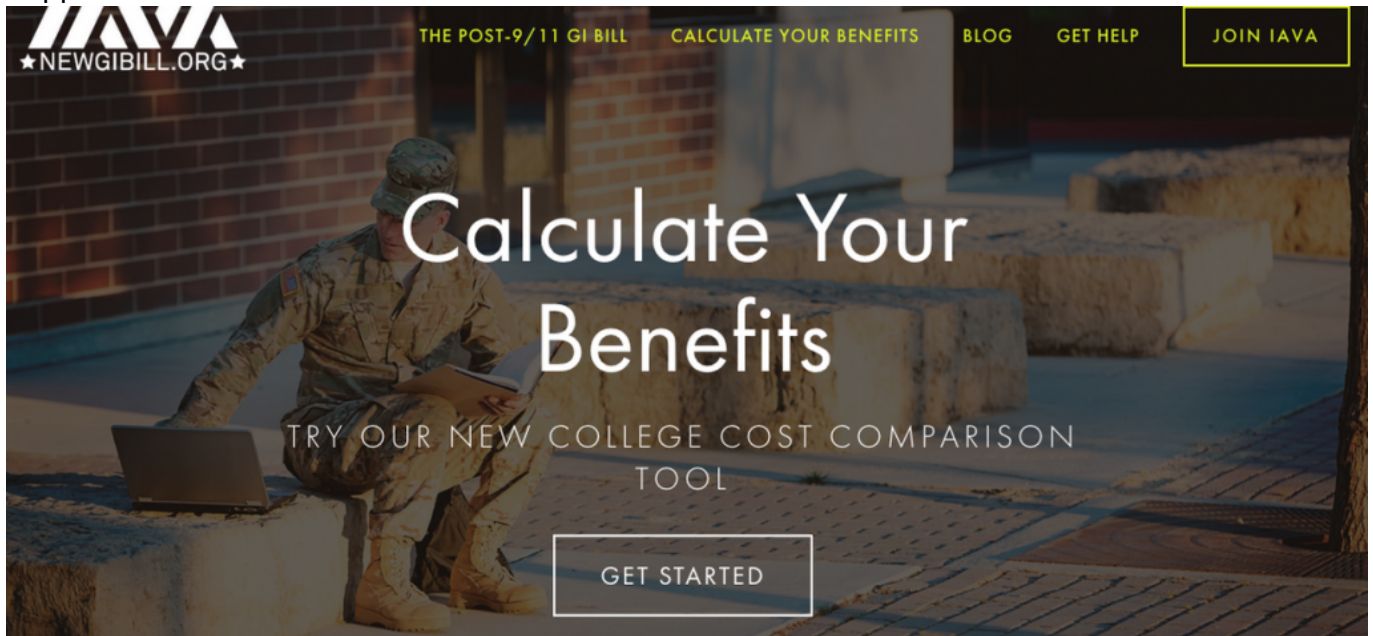 IAVA
★NEWGIBILL.ORG★
THE POST-9/11 GI BILL CALCULATE YOUR BENEFITS BLOG GET HELP JOIN IAVA
Calculate Your
Benefits
TRY OUR NEW COLLEGE COST COMPARISON
TOOL
GET STARTED